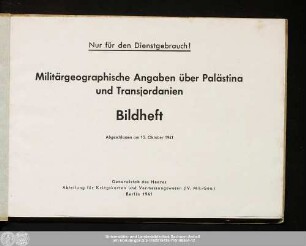 Nur für den Dienstgebrauch!
Militärgeographische Angaben über Palästina
und Transjordanien
Bildheft
Abgeschlossen am 15. Oktober 1941
Generalstab des Heeres
Abteilung für Kriegskarten und Vermessungswesen (IV. Mil.-Geo.)
Berlin 1941